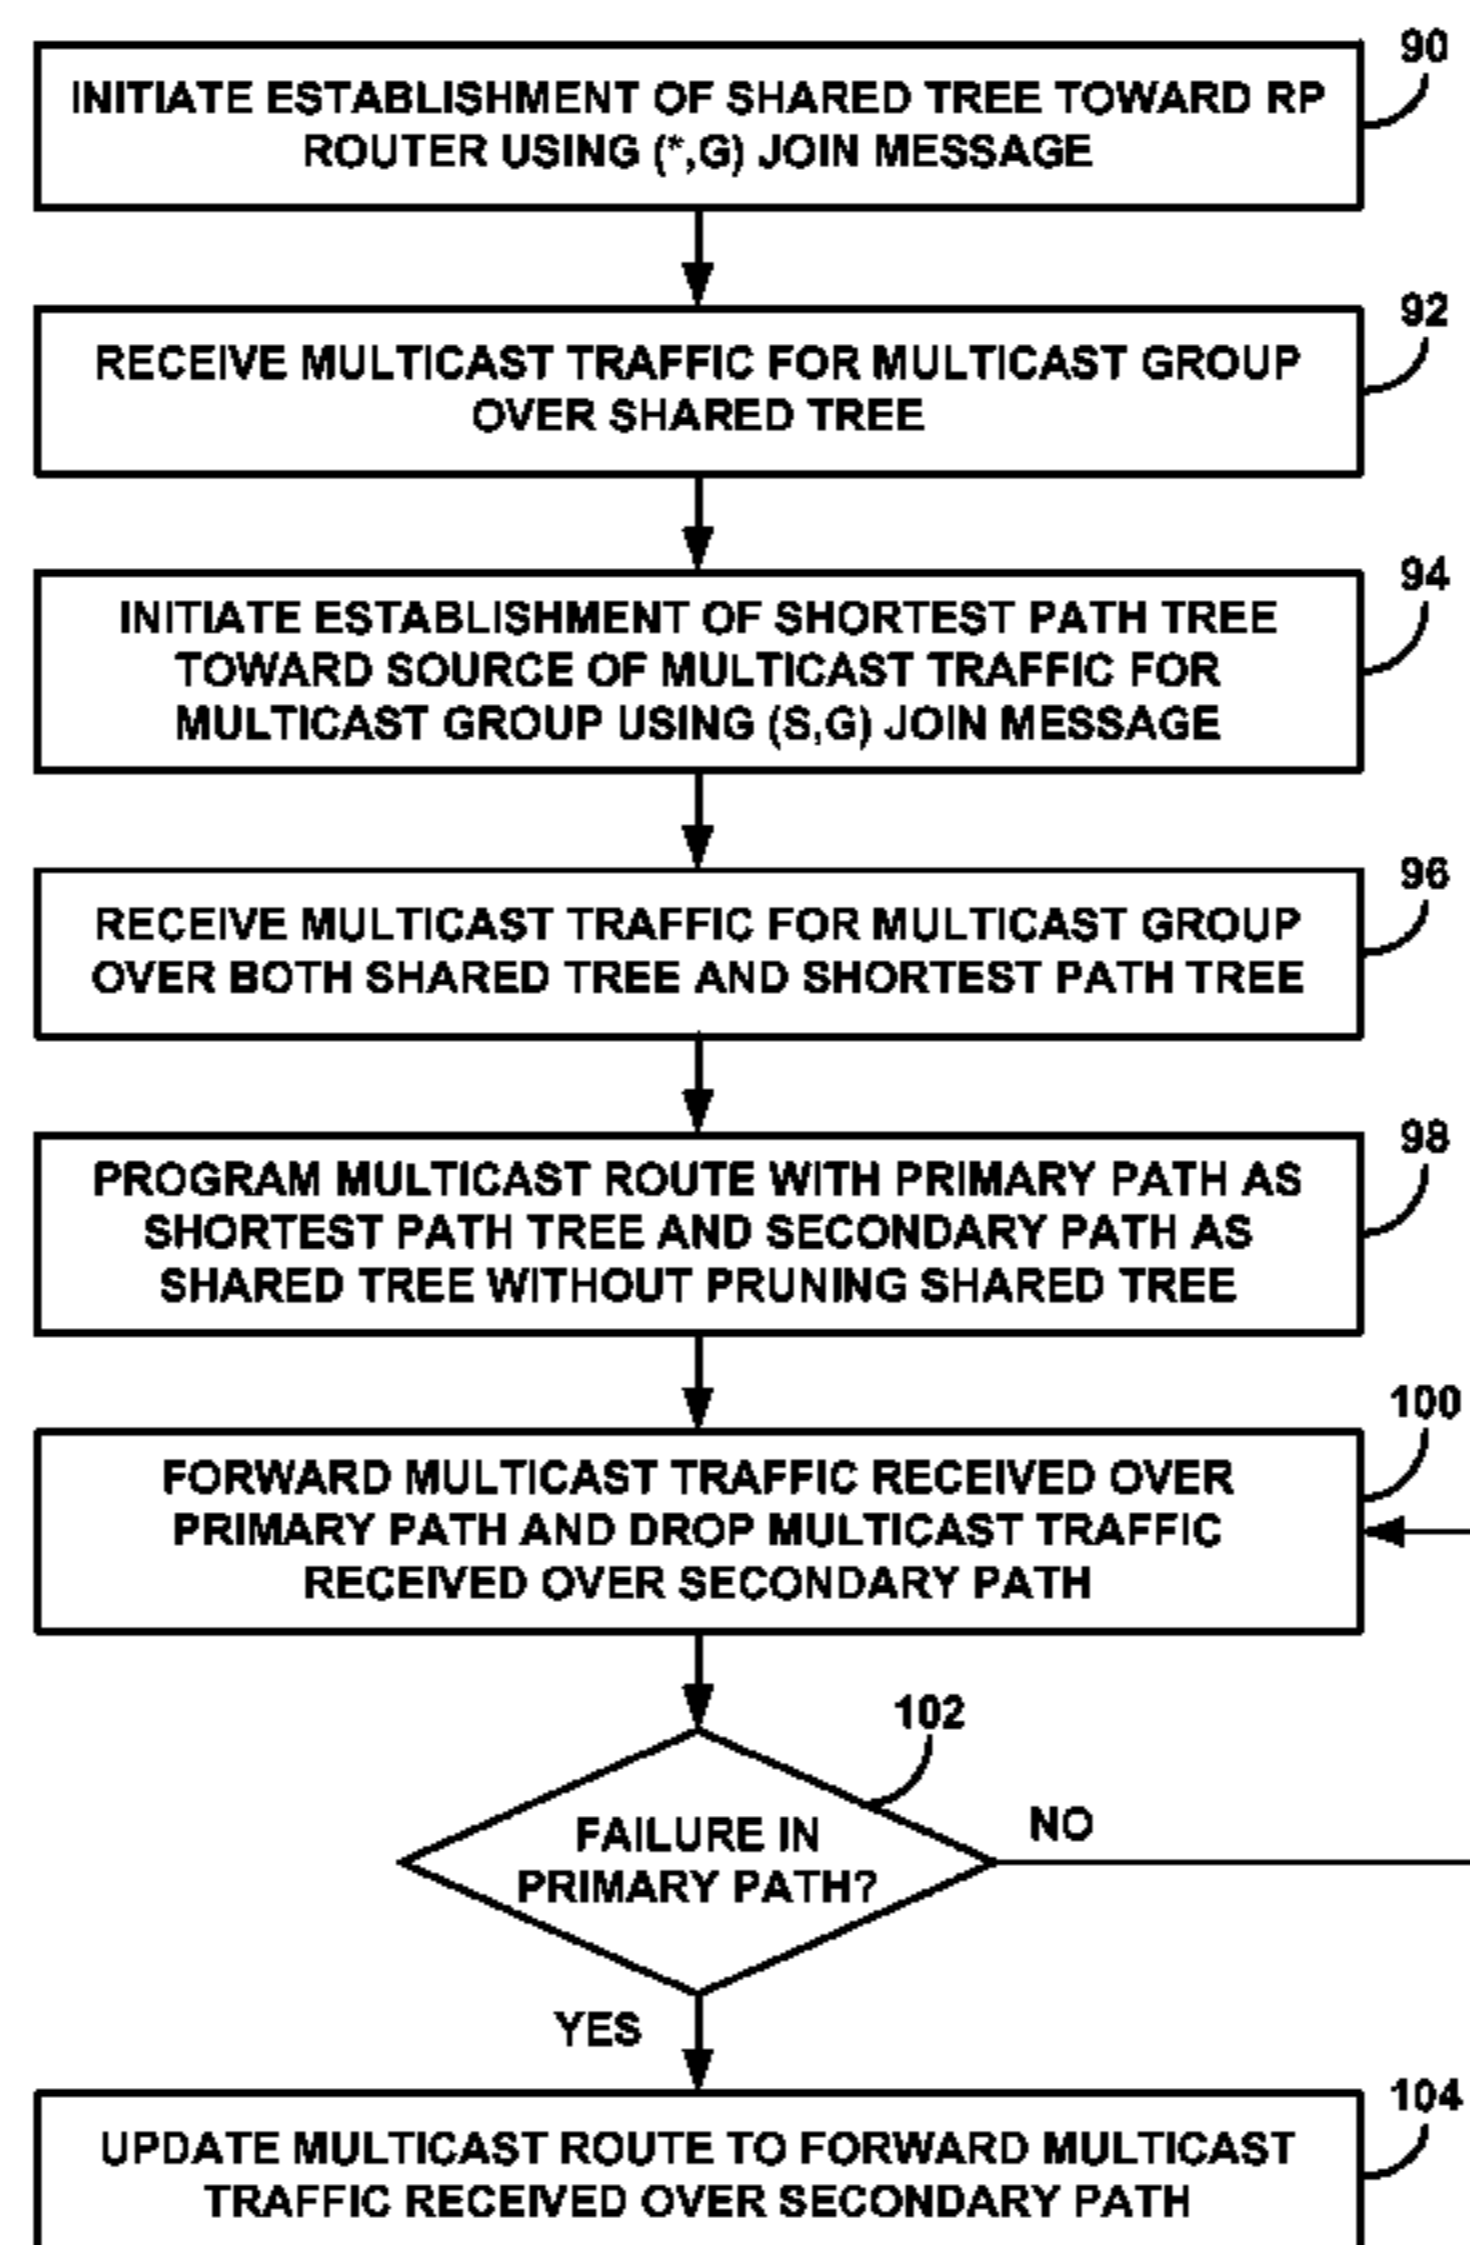 90
INITIATE ESTABLISHMENT OF SHARED TREE TOWARD RP
ROUTER USING (*,G) JOIN MESSAGE
92
RECEIVE MULTICAST TRAFFIC FOR MULTICAST GROUP
OVER SHARED TREE
94
INITIATE ESTABLISHMENT OF SHORTEST PATH TREE
TOWARD SOURCE OF MULTICAST TRAFFIC FOR
MULTICAST GROUP USING (S,G) JOIN MESSAGE
96
RECEIVE MULTICAST TRAFFIC FOR MULTICAST GROUP
OVER BOTH SHARED TREE AND SHORTEST PATH TREE
98
PROGRAM MULTICAST ROUTE WITH PRIMARY PATH AS
SHORTEST PATH TREE AND SECONDARY PATH AS
SHARED TREE WITHOUT PRUNING SHARED TREE
100
FORWARD MULTICAST TRAFFIC RECEIVED OVER
PRIMARY PATH AND DROP MULTICAST TRAFFIC
RECEIVED OVER SECONDARY PATH
102
FAILURE IN
PRIMARY PATH?
NO
YES
104
UPDATE MULTICAST ROUTE TO FORWARD MULTICAST
TRAFFIC RECEIVED OVER SECONDARY PATH